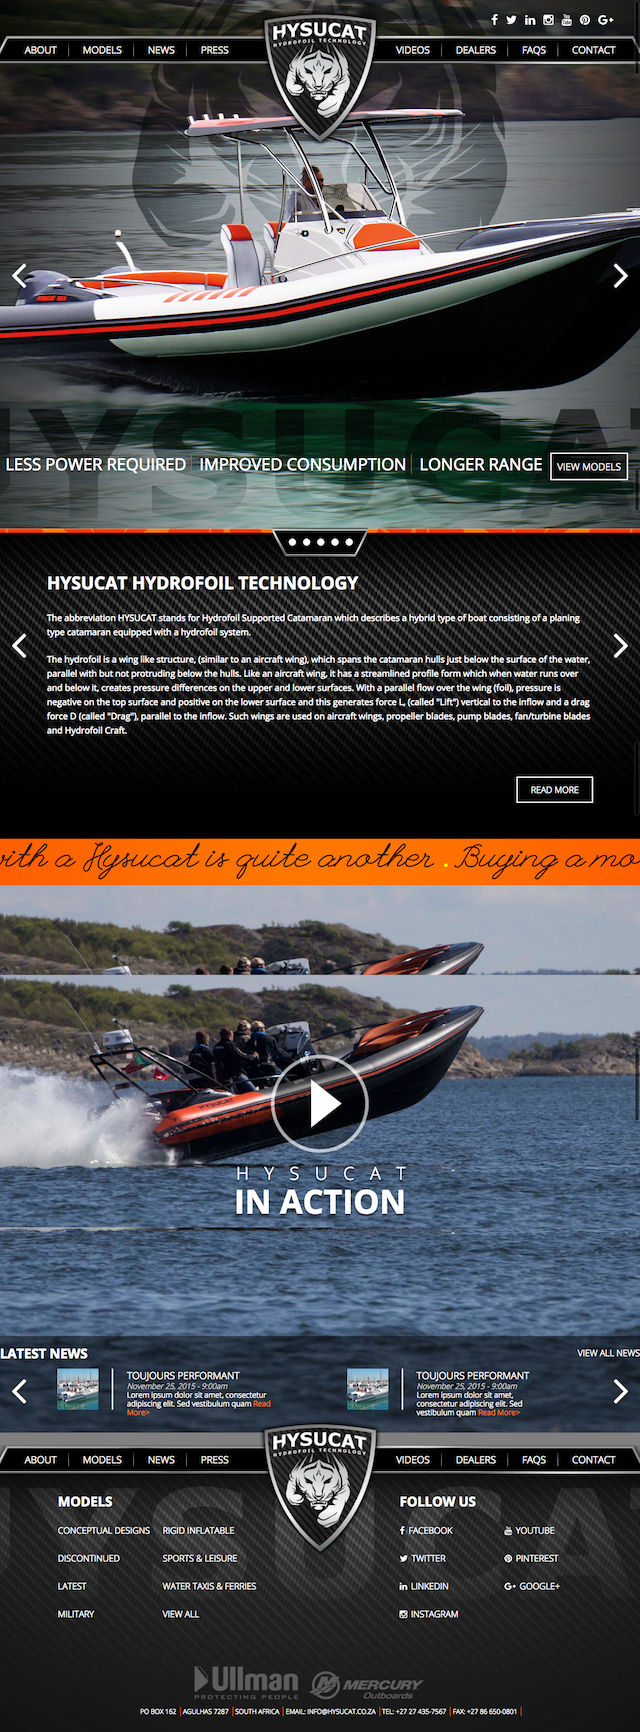 HYSUCAT
HYDROFOIL TECHNOLOGY
ABOUT MODELS NEWS PRESS VIDEOS DEALERS FAQS CONTACT
HYSUCAT
LESS POWER REQUIRED IMPROVED CONSUMPTION LONGER RANGE VIEW MODELS
HYSUCAT HYDROFOIL TECHNOLOGY
The abbreviation HYSUCAT stands for Hydrofoil Supported Catamaran which describes a hybrid type of boat consisting of a planing
type catamaran equipped with a hydrofoil system.
The hydrofoil is a wing like structure, (similar to an aircraft wing), which spans the catamaran hulls just below the surface of the water,
parallel with but not protruding below the hulls. Like an aircraft wing, it has a streamlined profile form which when water runs over
and below it, creates pressure differences on the upper and lower surfaces. With a parallel flow over the wing (foil), pressure is
negative on the top surface and positive on the lower surface and this generates force L, (called "Lift") vertical to the inflow and a drag
force D (called "Drag"), parallel to the inflow. Such wings are used on aircraft wings, propeller blades, pump blades, fan/turbine blades
and Hydrofoil Craft.
READ MORE
with a Hysucat is quite another . Buying a mo
HYSUCAT
HYSUCAT
IN ACTION
LATEST NEWS VIEW ALL NEWS
TOUJOURS PERFORMANT
November 25, 2015 - 9:00am
Lorem ipsum dolor sit amet, consectetur
adipiscing elit. Sed vestibulum quam Read
More>
TOUJOURS PERFORMANT
November 25, 2015 - 9:00am
Lorem ipsum dolor sit amet, consectetur
adipiscing elit. Sed
vestibulum quam Read More>
HYSUCAT
HYDROFOIL TECHNOLOGY
ABOUT MODELS NEWS PRESS VIDEOS DEALERS FAQS CONTACT
HYSUCA
MODELS
CONCEPTUAL DESIGNS RIGID INFLATABLE
DISCONTINUED SPORTS & LEISURE
LATEST WATER TAXIS & FERRIES
MILITARY VIEW ALL
FOLLOW US
FACEBOOK YOUTUBE
TWITTER PINTEREST
LINKEDIN GOOGLE+
INSTAGRAM
Ullman
PROTECTING PEOPLE
MERCURY
Outboards
PO BOX 162 | AGULHAS 7287 | SOUTH AFRICA | EMAIL: INFO@HYSUCAT.CO.ZA | TEL: +27 27 435-7567 | FAX: +27 86 650-0801 |